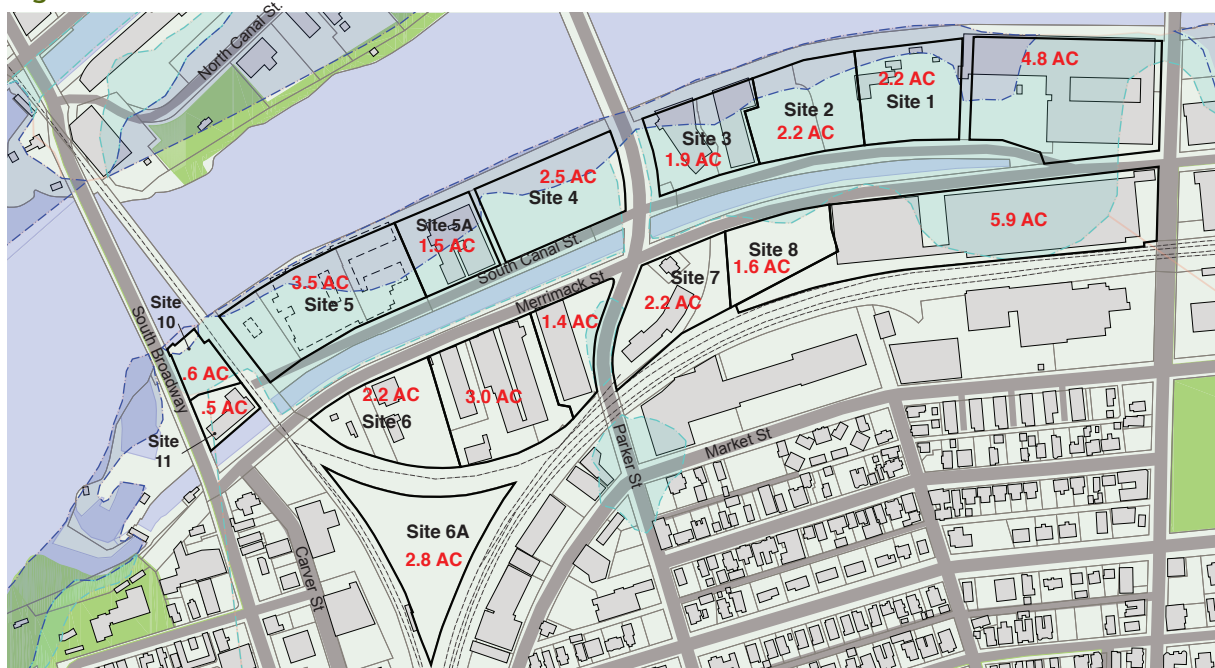 North Canal St.
4.8 AC
2.2 AC
Site 1
Site 2
2.2 AC
Site 3
1.9 AC
2.5 AC
Site 4
Site 5A
1.5 AC
South Canal St.
3.5 AC
Site 5
5.9 AC
Site 8
1.6 AC
Site 7
2.2 AC
Merrimack St
1.4 AC
Site
10
South Broadway
.6 AC
.5 AC
Site
11
2.2 AC
Site 6
3.0 AC
Parker St
Market St
Site 6A
2.8 AC
Carver St